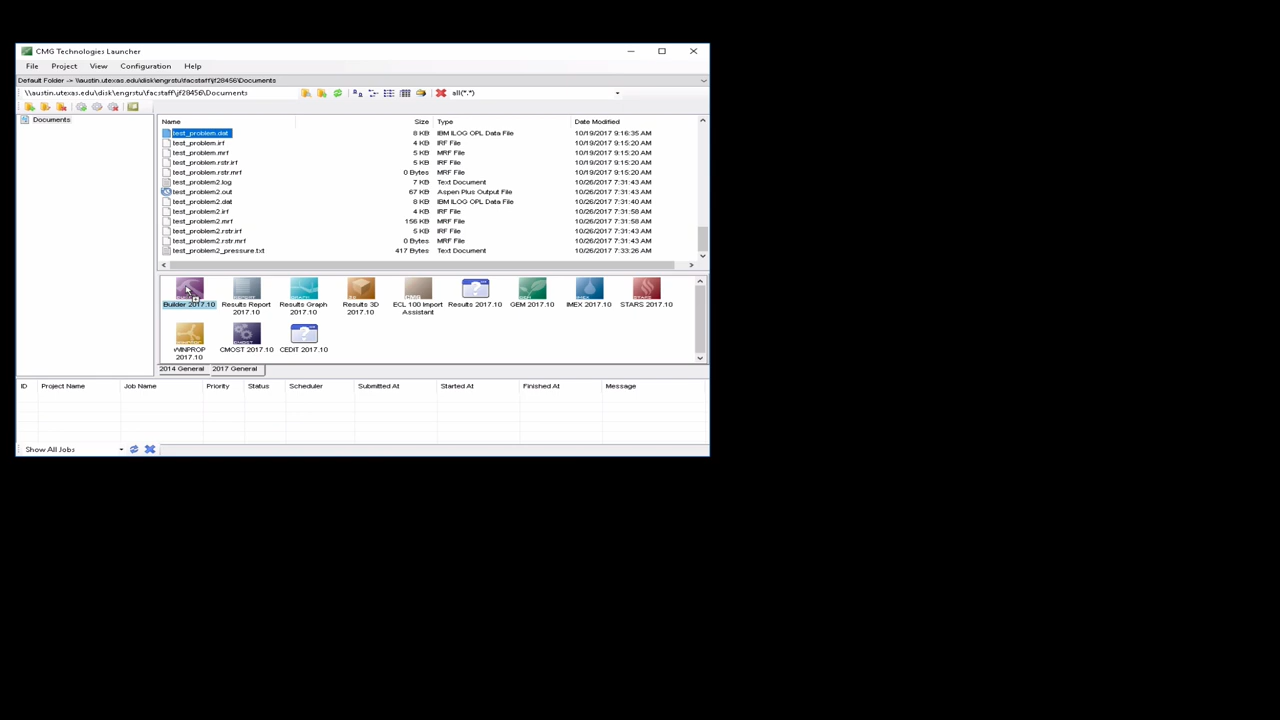 CMG Technologies Launcher
File Project View Configuration Help
Default Folder -> \\austin.utexas.edu\disk\engrstu\facstaff\jf28456\Documents
\\austin.utexas.edu\disk\engrstu\facstaff\jf28456\Documents all(*.*)
Documents
Name Size Type Date Modified
test_problem.dat 8 KB IBM ILOG OPL Data File 10/19/2017 9:16:35 AM
test_problem.irf 4 KB IRF File 10/19/2017 9:15:20 AM
test_problem.mrf 5 KB MRF File 10/19/2017 9:15:20 AM
test_problem.rstr.irf 5 KB IRF File 10/19/2017 9:15:20 AM
test_problem.rstr.mrf 0 Bytes MRF File 10/19/2017 9:15:20 AM
test_problem2.log 7 KB Text Document 10/26/2017 7:31:43 AM
test_problem2.out 67 KB Aspen Plus Output File 10/26/2017 7:31:43 AM
test_problem2.dat 8 KB IBM ILOG OPL Data File 10/26/2017 7:31:40 AM
test_problem2.irf 4 KB IRF File 10/26/2017 7:31:58 AM
test_problem2.mrf 156 KB MRF File 10/26/2017 7:31:58 AM
test_problem2.rstr.irf 5 KB IRF File 10/26/2017 7:31:43 AM
test_problem2.rstr.mrf 0 Bytes MRF File 10/26/2017 7:31:43 AM
test_problem2_pressure.txt 417 Bytes Text Document 10/26/2017 7:33:26 AM
Builder 2017.10 Results Report Results Graph Results 3D ECL 100 Import Results 2017.10 GEM 2017.10 IMEX 2017.10 STARS 2017.10
2017.10 2017.10 2017.10 Assistant
WINPROP CMOST 2017.10 CEDIT 2017.10
2017.10
2014 General 2017 General
ID Project Name Job Name Priority Status Scheduler Submitted At Started At Finished At Message
Show All Jobs